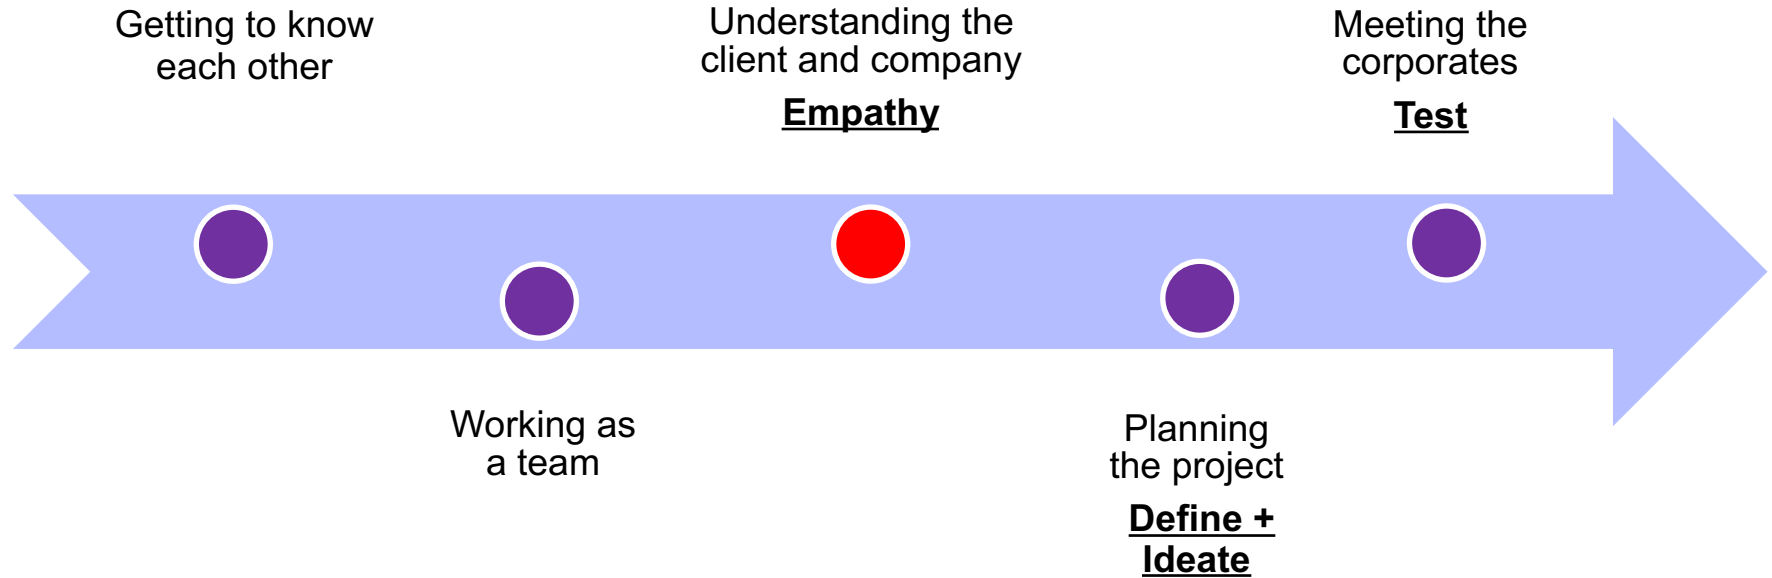 Getting to know
each other
Working as
a team
Understanding the
client and company
Empathy
Planning
the project
Define +
Ideate
Meeting the
corporates
Test